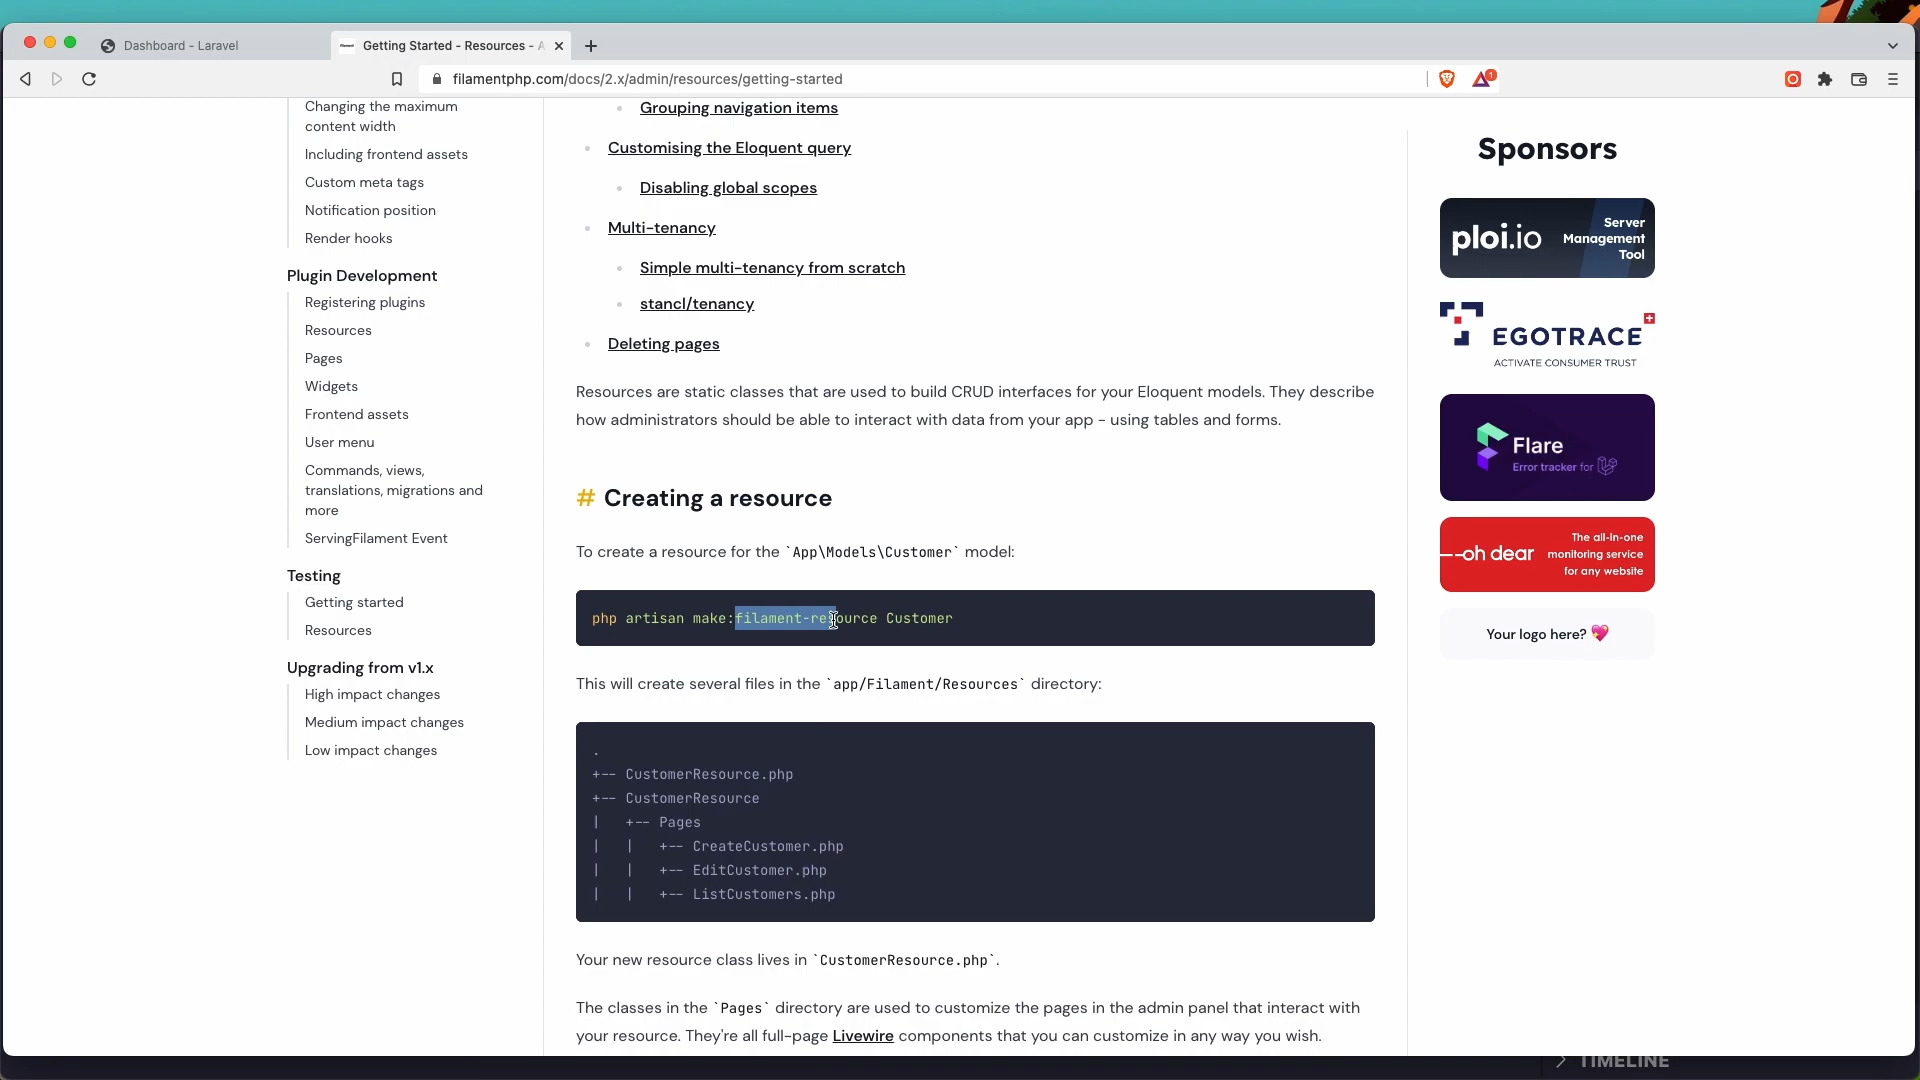 Dashboard - Laravel
Getting Started - Resources - A
filamentphp.com/docs/2.x/admin/resources/getting-started
1
Changing the maximum
content width
Including frontend assets
Custom meta tags
Notification position
Render hooks
Plugin Development
Registering plugins
Resources
Pages
Widgets
Frontend assets
User menu
Commands, views,
translations, migrations and
more
ServingFilament Event
Testing
Getting started
Resources
Upgrading from v1.x
High impact changes
Medium impact changes
Low impact changes
Grouping navigation items
Customising the Eloquent query
Disabling global scopes
Multi-tenancy
Simple multi-tenancy from scratch
stancl/tenancy
Deleting pages
Resources are static classes that are used to build CRUD interfaces for your Eloquent models. They describe
how administrators should be able to interact with data from your app - using tables and forms.
# Creating a resource
To create a resource for the `App\Models\Customer` model:
php artisan make:filament-resource Customer
This will create several files in the `app/Filament/Resources` directory:
.
+-- CustomerResource.php
+-- CustomerResource
|   +-- Pages
|   |   +-- CreateCustomer.php
|   |   +-- EditCustomer.php
|   |   +-- ListCustomers.php
Your new resource class lives in `CustomerResource.php`.
The classes in the `Pages` directory are used to customize the pages in the admin panel that interact with
your resource. They're all full-page Livewire components that you can customize in any way you wish.
Sponsors
ploi.io
Server
Management
Tool
EGOTRACE
ACTIVATE CONSUMER TRUST
Flare
Error tracker for
oh dear
The all-in-one
monitoring service
for any website
Your logo here? 💖
TIMELINE